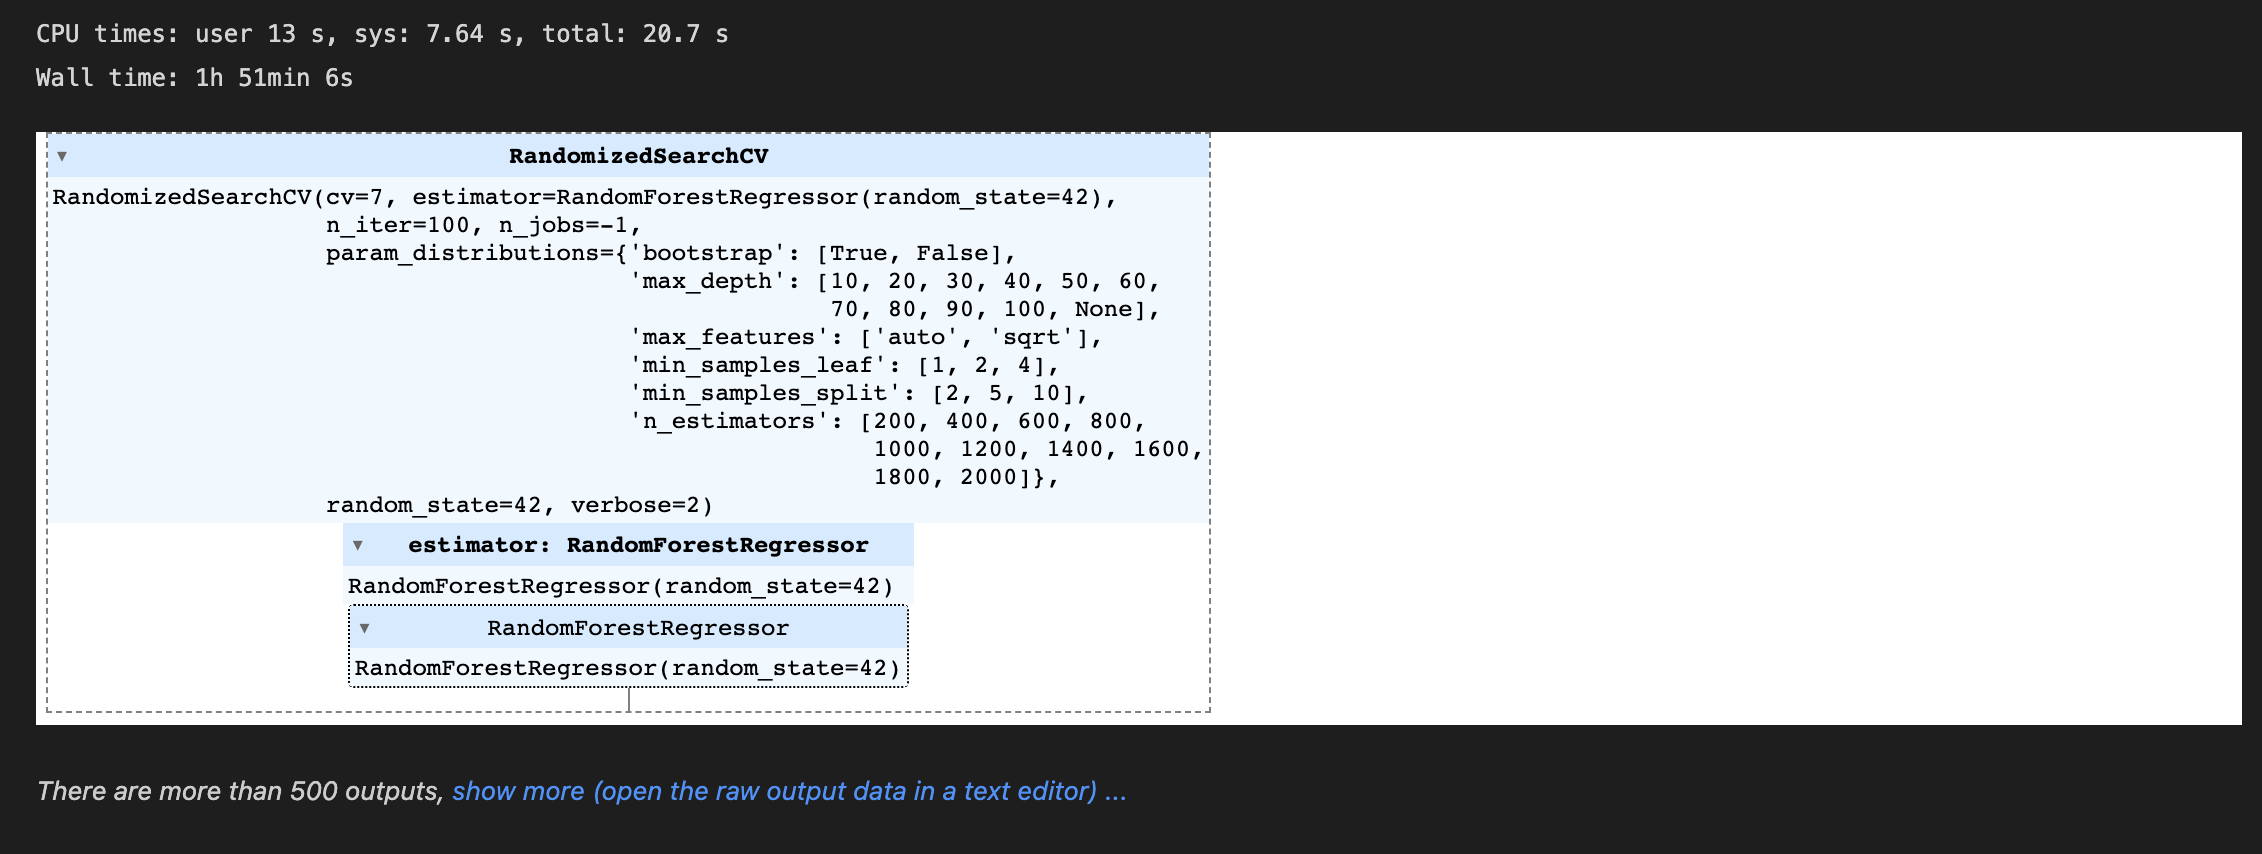 CPU times: user 13 s, sys: 7.64 s, total: 20.7 s
Wall time: 1h 51min 6s
RandomizedSearchCV
RandomizedSearchCV(cv=7, estimator=RandomForestRegressor(random_state=42),
                   n_iter=100, n_jobs=-1,
                   param_distributions={'bootstrap': [True, False],
                                        'max_depth': [10, 20, 30, 40, 50, 60,
                                                      70, 80, 90, 100, None],
                                        'max_features': ['auto', 'sqrt'],
                                        'min_samples_leaf': [1, 2, 4],
                                        'min_samples_split': [2, 5, 10],
                                        'n_estimators': [200, 400, 600, 800,
                                                         1000, 1200, 1400, 1600,
                                                         1800, 2000]},
                   random_state=42, verbose=2)
estimator: RandomForestRegressor
RandomForestRegressor(random_state=42)
RandomForestRegressor
RandomForestRegressor(random_state=42)
There are more than 500 outputs, show more (open the raw output data in a text editor) ...